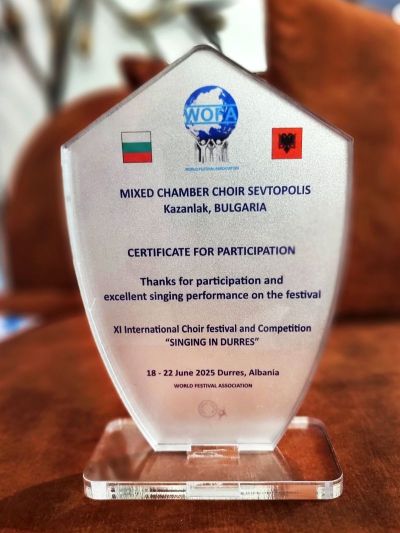 WOFA
WORLD FESTIVAL ASSOCIATION
MIXED CHAMBER CHOIR SEVTOPOLIS
Kazanlak, BULGARIA
CERTIFICATE FOR PARTICIPATION
Thanks for participation and
excellent singing performance on the festival
XI International Choir festival and Competition
“SINGING IN DURRES”
18 - 22 June 2025 Durres, Albania
WORLD FESTIVAL ASSOCIATION